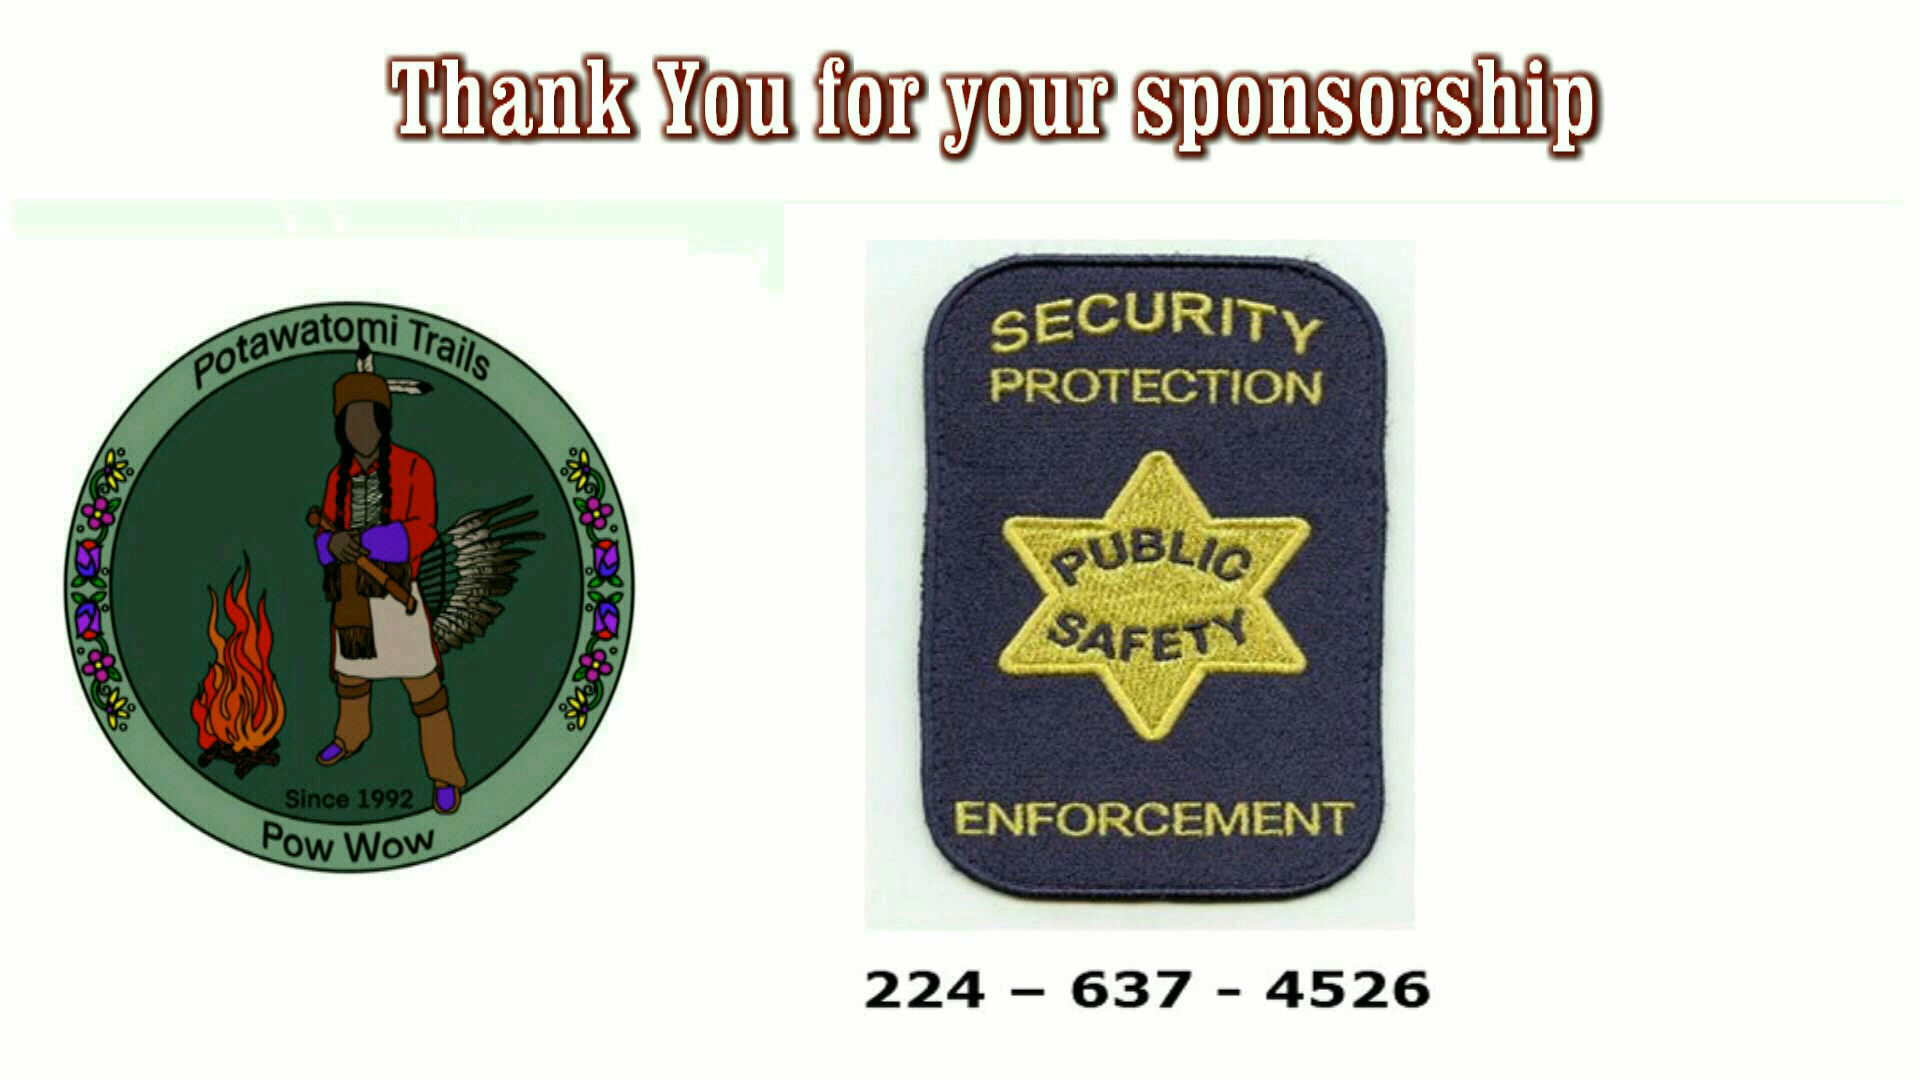 Thank You for your sponsorship
Potawatomi Trails
Since 1992
Pow Wow
SECURITY
PROTECTION
PUBLIC
SAFETY
ENFORCEMENT
224 – 637 - 4526